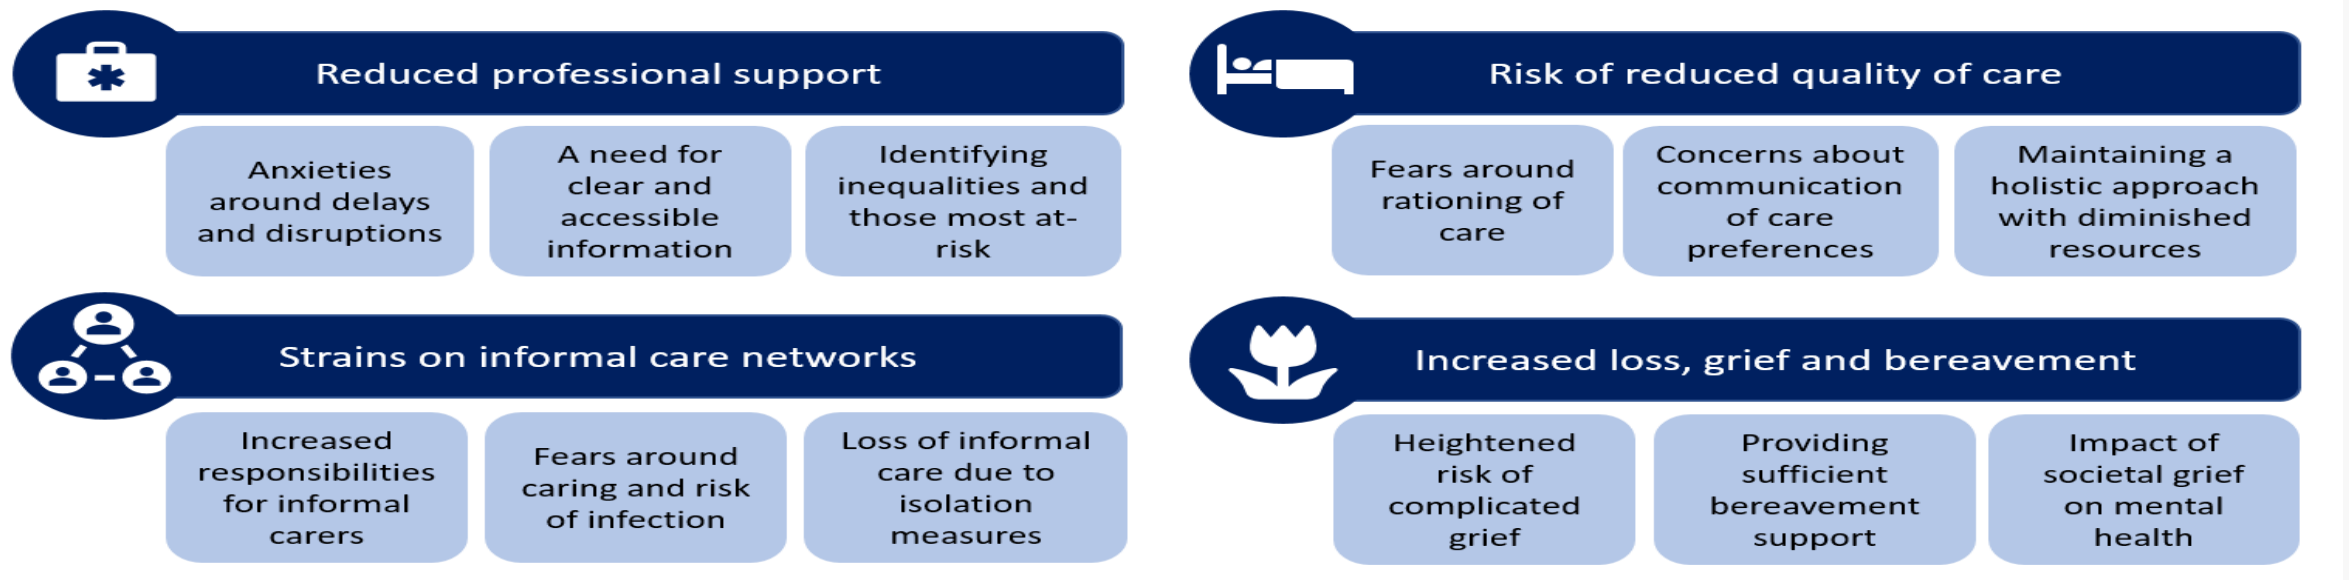 Reduced professional support
Anxieties
around delays
and disruptions
A need for
clear and
accessible
information
Identifying
inequalities and
those most at-
risk
Risk of reduced quality of care
Fears around
rationing of
care
Concerns about
communication
of care
preferences
Maintaining a
holistic approach
with diminished
resources
Strains on informal care networks
Increased
responsibilities
for informal
carers
Fears around
caring and risk
of infection
Loss of informal
care due to
isolation
measures
Increased loss, grief and bereavement
Heightened
risk of
complicated
grief
Providing
sufficient
bereavement
support
Impact of
societal grief
on mental
health